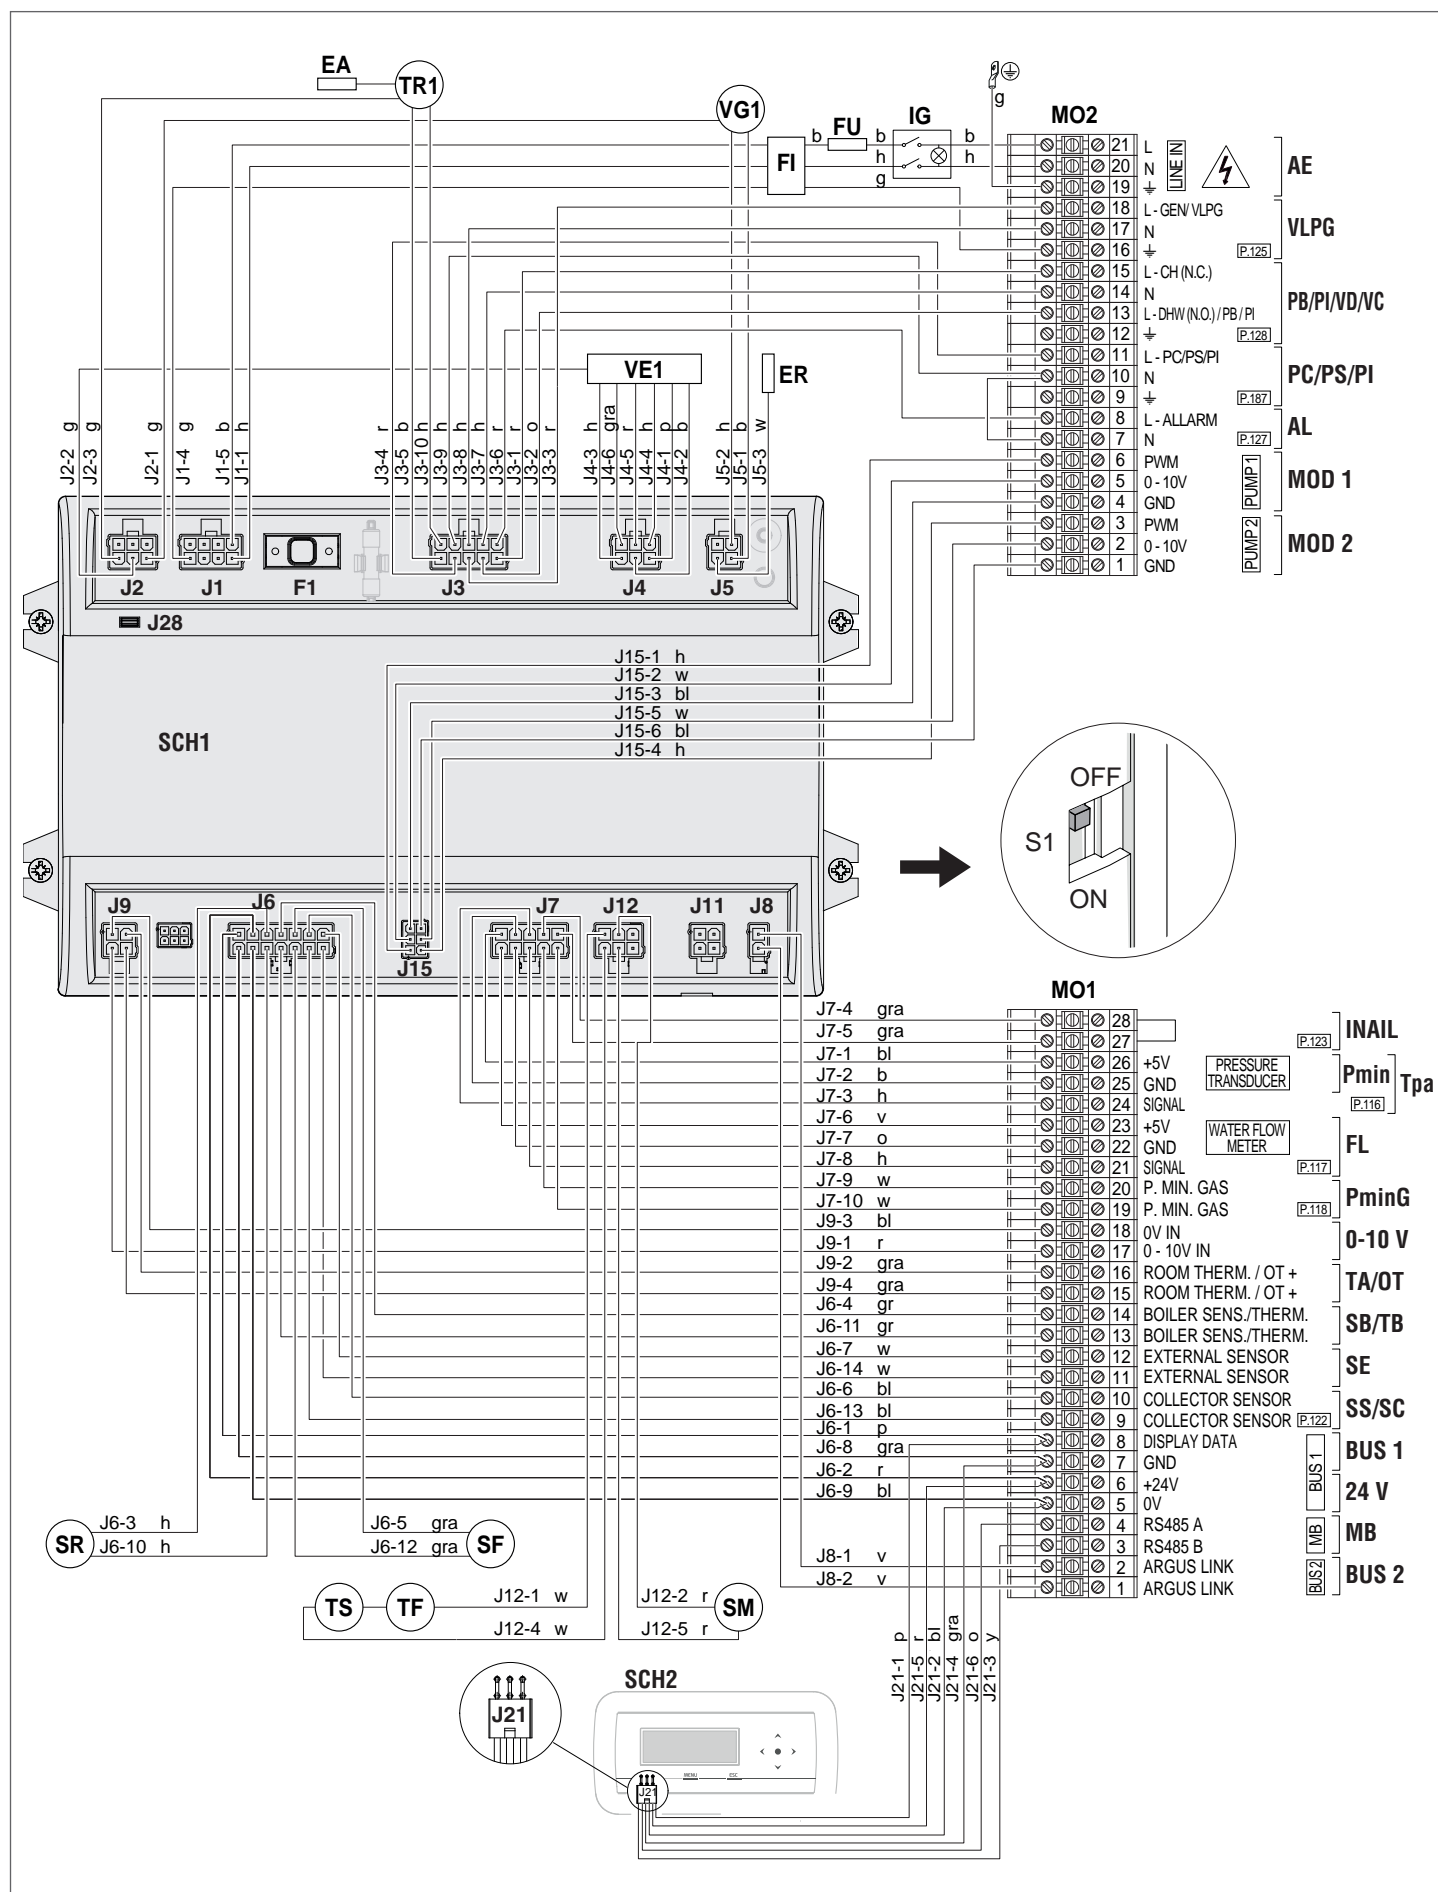 EA
TR1
VG1
FI
b FU b IG b
h h
g
g
MO2
21 L
20 N
19
LINE IN
AE
18 L - GEN/ VLPG
17 N
16 P.125
VLPG
15 L - CH (N.C.)
14 N
13 L - DHW (N.O.) / PB / PI
12 P.128
PB/PI/VD/VC
11 L - PC/PS/PI
10 N
9 P.187
PC/PS/PI
8 L - ALLARM
7 N P.127
AL
6 PWM
5 0 - 10V
4 GND
PUMP 1
MOD 1
3 PWM
2 0 - 10V
1 GND
PUMP 2
MOD 2
VE1
ER
J2-2 g
J2-3 g
J2-1 g
J1-4 g
J1-5 b
J1-1 h
J3-4 r
J3-5 b
J3-10 h
J3-9 h
J3-8 h
J3-7 h
J3-6 r
J3-1 r
J3-2 o
J3-3 r
J4-3 h
J4-6 gra
J4-5 r
J4-4 h
J4-1 p
J4-2 b
J5-2 h
J5-1 b
J5-3 w
J2 J1 F1 J3 J4 J5
J28
J15-1 h
J15-2 w
J15-3 bl
J15-5 w
J15-6 bl
J15-4 h
SCH1
OFF
S1
ON
J9 J6 J15 J7 J12 J11 J8
MO1
J7-4 gra 28
J7-5 gra 27 P.123
INAIL
J7-1 bl 26 +5V
J7-2 b 25 GND
J7-3 h 24 SIGNAL
PRESSURE
TRANSDUCER
Pmin
P.116
Tpa
J7-6 v 23 +5V
J7-7 o 22 GND
J7-8 h 21 SIGNAL P.117
WATER FLOW
METER
FL
J7-9 w 20 P. MIN. GAS
J7-10 w 19 P. MIN. GAS P.118
PminG
J9-3 bl 18 0V IN
J9-1 r 17 0 - 10V IN
0-10 V
J9-2 gra 16 ROOM THERM. / OT +
J9-4 gra 15 ROOM THERM. / OT +
TA/OT
J6-4 gr 14 BOILER SENS./THERM.
J6-11 gr 13 BOILER SENS./THERM.
SB/TB
J6-7 w 12 EXTERNAL SENSOR
J6-14 w 11 EXTERNAL SENSOR
SE
J6-6 bl 10 COLLECTOR SENSOR
J6-13 bl 9 COLLECTOR SENSOR P.122
SS/SC
J6-1 p 8 DISPLAY DATA
J6-8 gra 7 GND
BUS 1
J6-2 r 6 +24V
J6-9 bl 5 0V
BUS 1
24 V
4 RS485 A
3 RS485 B
MB
MB
J8-1 v 2 ARGUS LINK
J8-2 v 1 ARGUS LINK
BUS2
BUS 2
SR
J6-3 h
J6-10 h
J6-5 gra
J6-12 gra
SF
TS
TF
J12-1 w
J12-4 w
J12-2 r
J12-5 r
SM
J21-1 p
J21-5 r
J21-2 bl
J21-4 gra
J21-6 o
J21-3 y
SCH2
J21
MENU ESC
J21